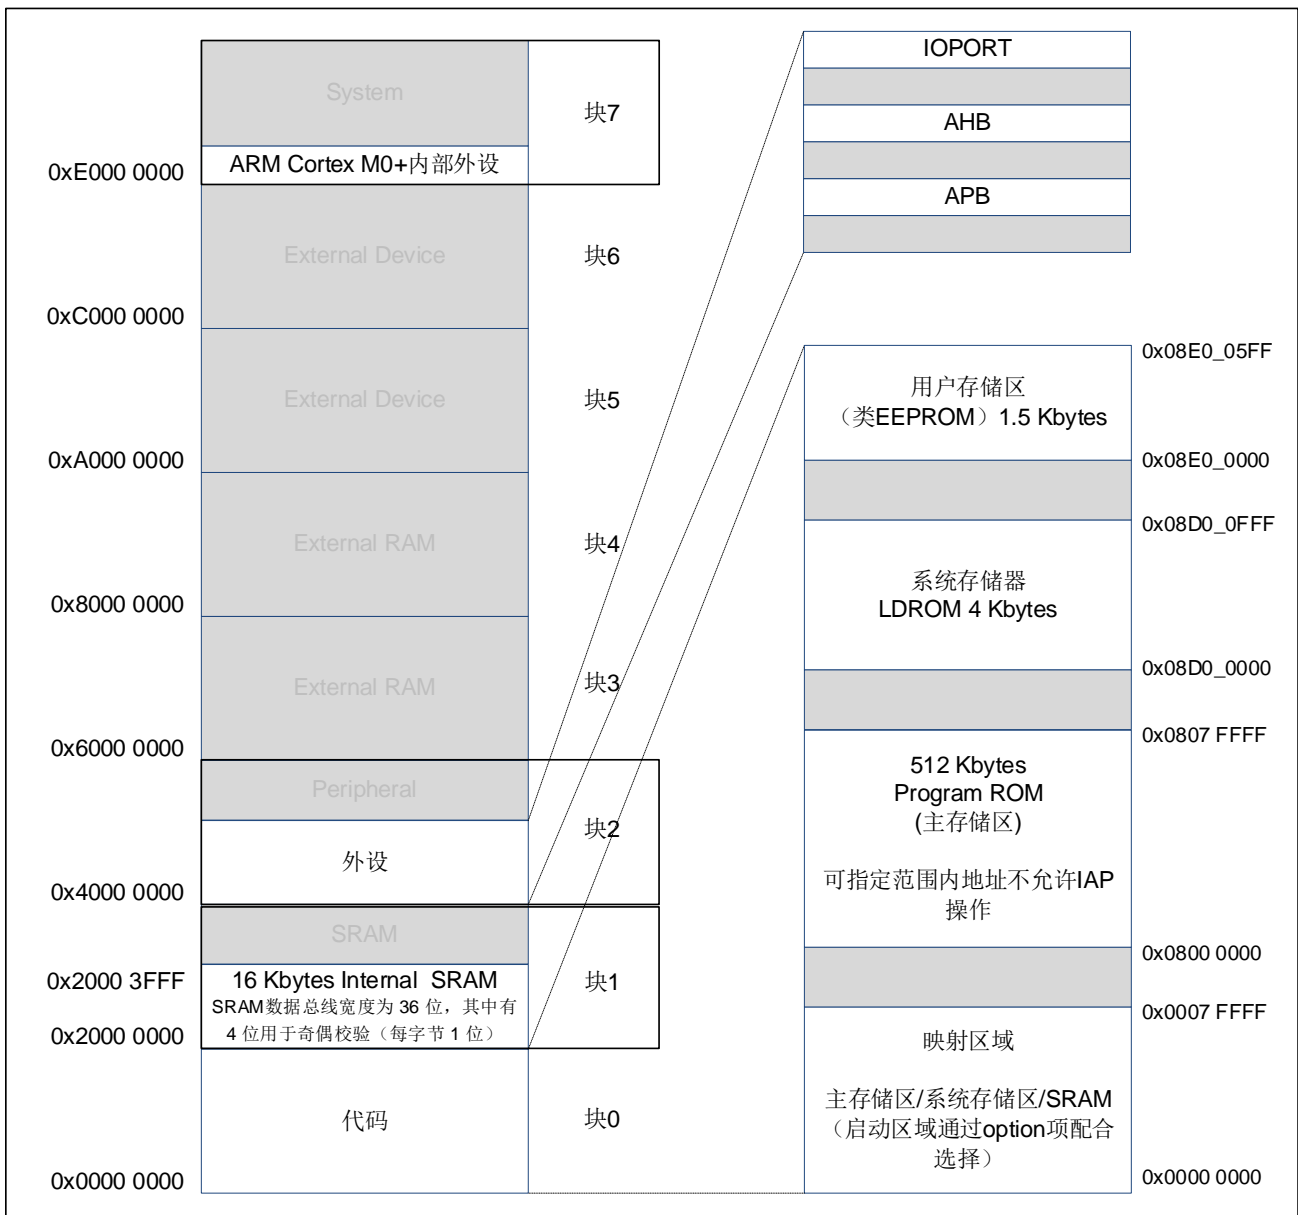 System
块7
0xE000 0000
ARM Cortex M0+内部外设
External Device
块6
0xC000 0000
External Device
块5
0xA000 0000
External RAM
块4
0x8000 0000
External RAM
块3
0x6000 0000
Peripheral
块2
外设
0x4000 0000
SRAM
0x2000 3FFF
16 Kbytes Internal SRAM
SRAM数据总线宽度为 36 位，其中有
4 位用于奇偶校验（每字节 1 位）
块1
0x2000 0000
代码
块0
0x0000 0000
IOPORT
AHB
APB
0x08E0_05FF
用户存储区
（类EEPROM）1.5 Kbytes
0x08E0_0000
0x08D0_0FFF
系统存储器
LDROM 4 Kbytes
0x08D0_0000
0x0807 FFFF
512 Kbytes
Program ROM
(主存储区)
可指定范围内地址不允许IAP
操作
0x0800 0000
0x0007 FFFF
映射区域
主存储区/系统存储区/SRAM
（启动区域通过option项配合
选择）
0x0000 0000